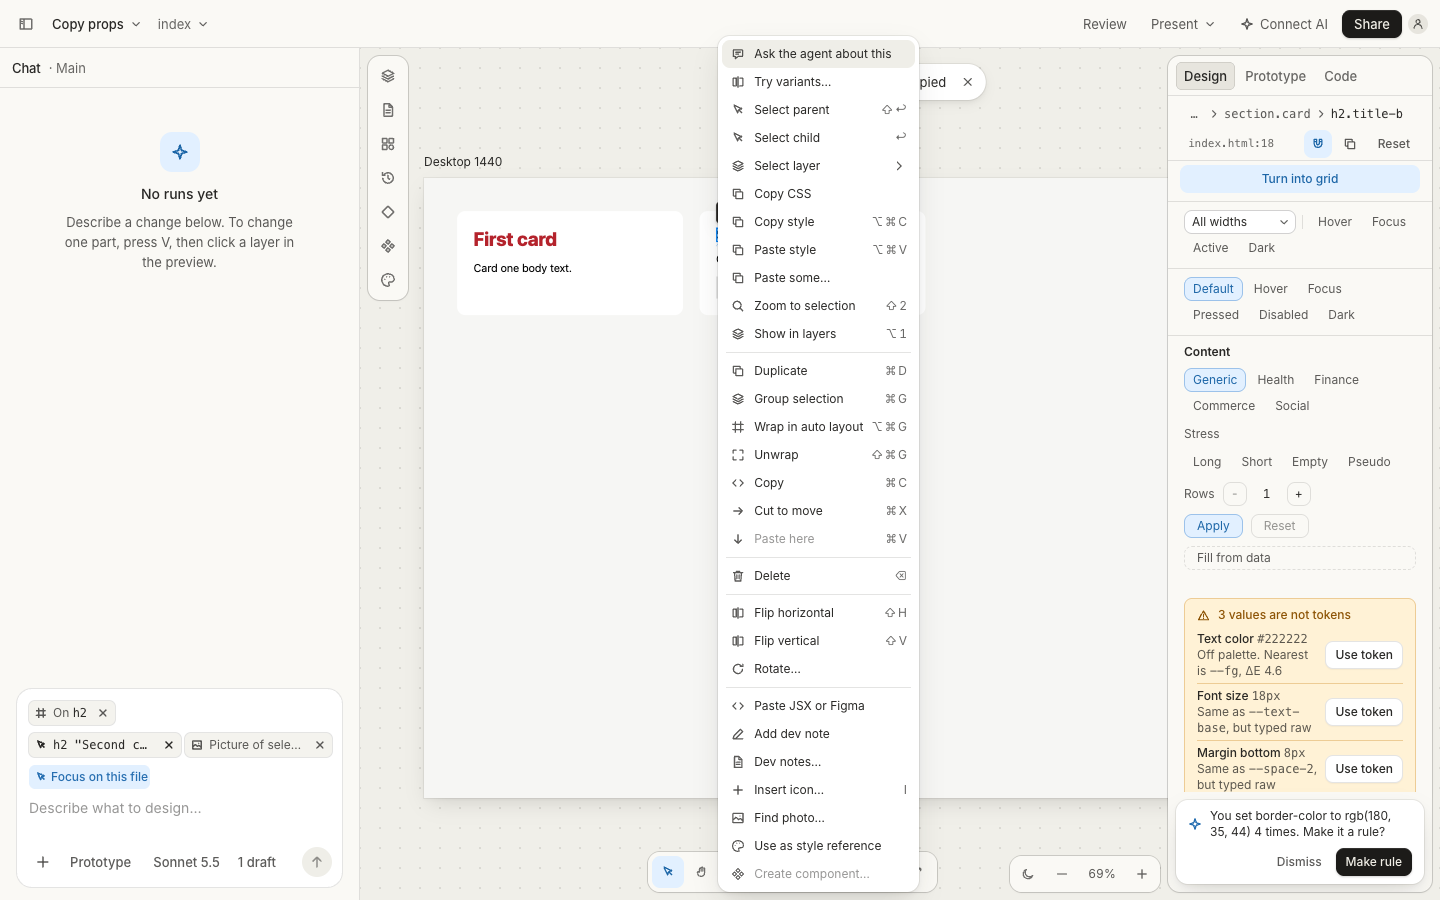 Copy props
index
Review
Present
Connect AI
Share
Chat · Main
No runs yet
Describe a change below. To change
one part, press V, then click a layer in
the preview.
On h2
h2 "Second c…
Picture of sele…
Focus on this file
Describe what to design…
Prototype
Sonnet 5.5
1 draft
Desktop 1440
First card
Card one body text.
pied
Ask the agent about this
Try variants…
Select parent ⇧ ↩
Select child ↩
Select layer
Copy CSS
Copy style ⌥⌘C
Paste style ⌥⌘V
Paste some…
Zoom to selection ⇧2
Show in layers ⌥1
Duplicate ⌘D
Group selection ⌘G
Wrap in auto layout ⌥⌘G
Unwrap ⇧⌘G
Copy ⌘C
Cut to move ⌘X
Paste here ⌘V
Delete ⌫
Flip horizontal ⇧H
Flip vertical ⇧V
Rotate…
Paste JSX or Figma
Add dev note
Dev notes…
Insert icon… I
Find photo…
Use as style reference
Create component…
69%
Design
Prototype
Code
… > section.card > h2.title-b
index.html:18
Reset
Turn into grid
All widths
Hover
Focus
Active
Dark
Default
Hover
Focus
Pressed
Disabled
Dark
Content
Generic
Health
Finance
Commerce
Social
Stress
Long
Short
Empty
Pseudo
Rows - 1 +
Apply
Reset
Fill from data
3 values are not tokens
Text color #222222
Off palette. Nearest
is --fg, ΔE 4.6
Use token
Font size 18px
Same as --text-
base, but typed raw
Use token
Margin bottom 8px
Same as --space-2,
but typed raw
Use token
You set border-color to rgb(180,
35, 44) 4 times. Make it a rule?
Dismiss
Make rule